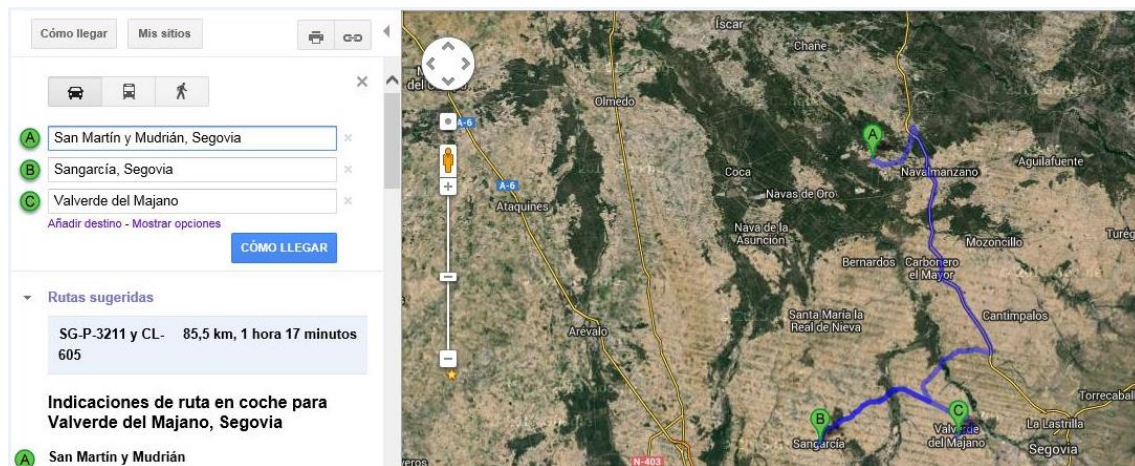 Cómo llegar
Mis sitios
A
San Martín y Mudrián, Segovia
B
Sangarcía, Segovia
C
Valverde del Majano
Añadir destino - Mostrar opciones
CÓMO LLEGAR
Rutas sugeridas
SG-P-3211 y CL-
605
85,5 km, 1 hora 17 minutos
Indicaciones de ruta en coche para
Valverde del Majano, Segovia
A
San Martín y Mudrián
Íscar
Chañe
Olmedo
A-6
A
Aguilafuente
Coca
Navalmanzano
Navas de Oro
A-6
Ataquines
Nava de la
Asunción
Mozoncillo
Bernardos
Carbonero
el Mayor
Santa María la
Real de Nieva
Cantimpalos
Arevalo
B
C
Sangarcía
Valverde
del Majano
La Lastrilla
Segovia
N-403